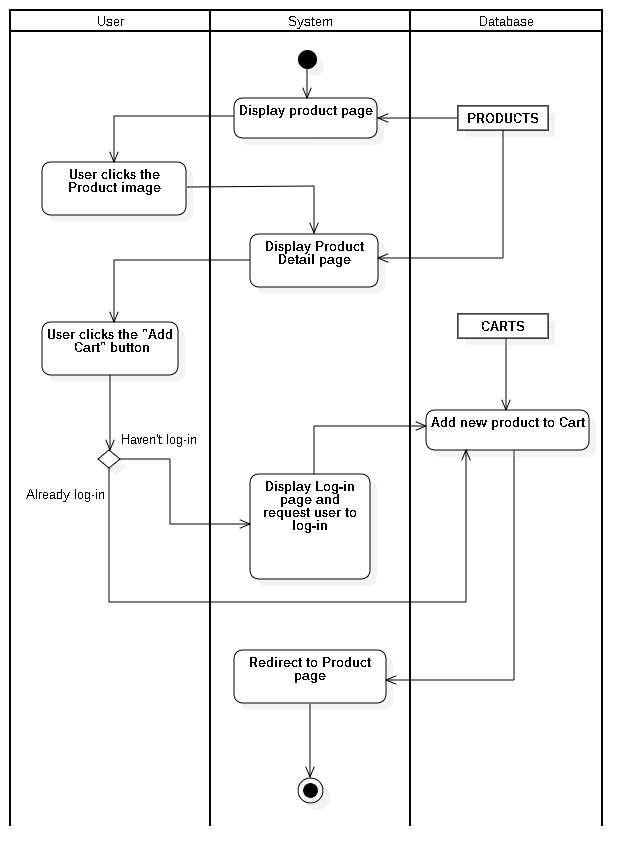 User
System
Database
Display product page
PRODUCTS
User clicks the
Product image
Display Product
Detail page
CARTS
User clicks the "Add
Cart" button
Add new product to Cart
Haven't log-in
Already log-in
Display Log-in
page and
request user to
log-in
Redirect to Product
page